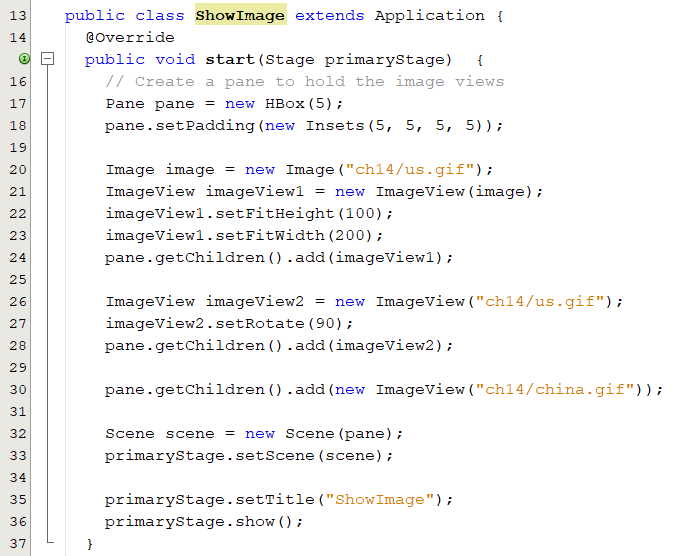 13 public class ShowImage extends Application {
14 @Override
public void start(Stage primaryStage) {
16 // Create a pane to hold the image views
17 Pane pane = new HBox(5);
18 pane.setPadding(new Insets(5, 5, 5, 5));
19
20 Image image = new Image("ch14/us.gif");
21 ImageView imageView1 = new ImageView(image);
22 imageView1.setFitHeight(100);
23 imageView1.setFitWidth(200);
24 pane.getChildren().add(imageView1);
25
26 ImageView imageView2 = new ImageView("ch14/us.gif");
27 imageView2.setRotate(90);
28 pane.getChildren().add(imageView2);
29
30 pane.getChildren().add(new ImageView("ch14/china.gif"));
31
32 Scene scene = new Scene(pane);
33 primaryStage.setScene(scene);
34
35 primaryStage.setTitle("ShowImage");
36 primaryStage.show();
37 }